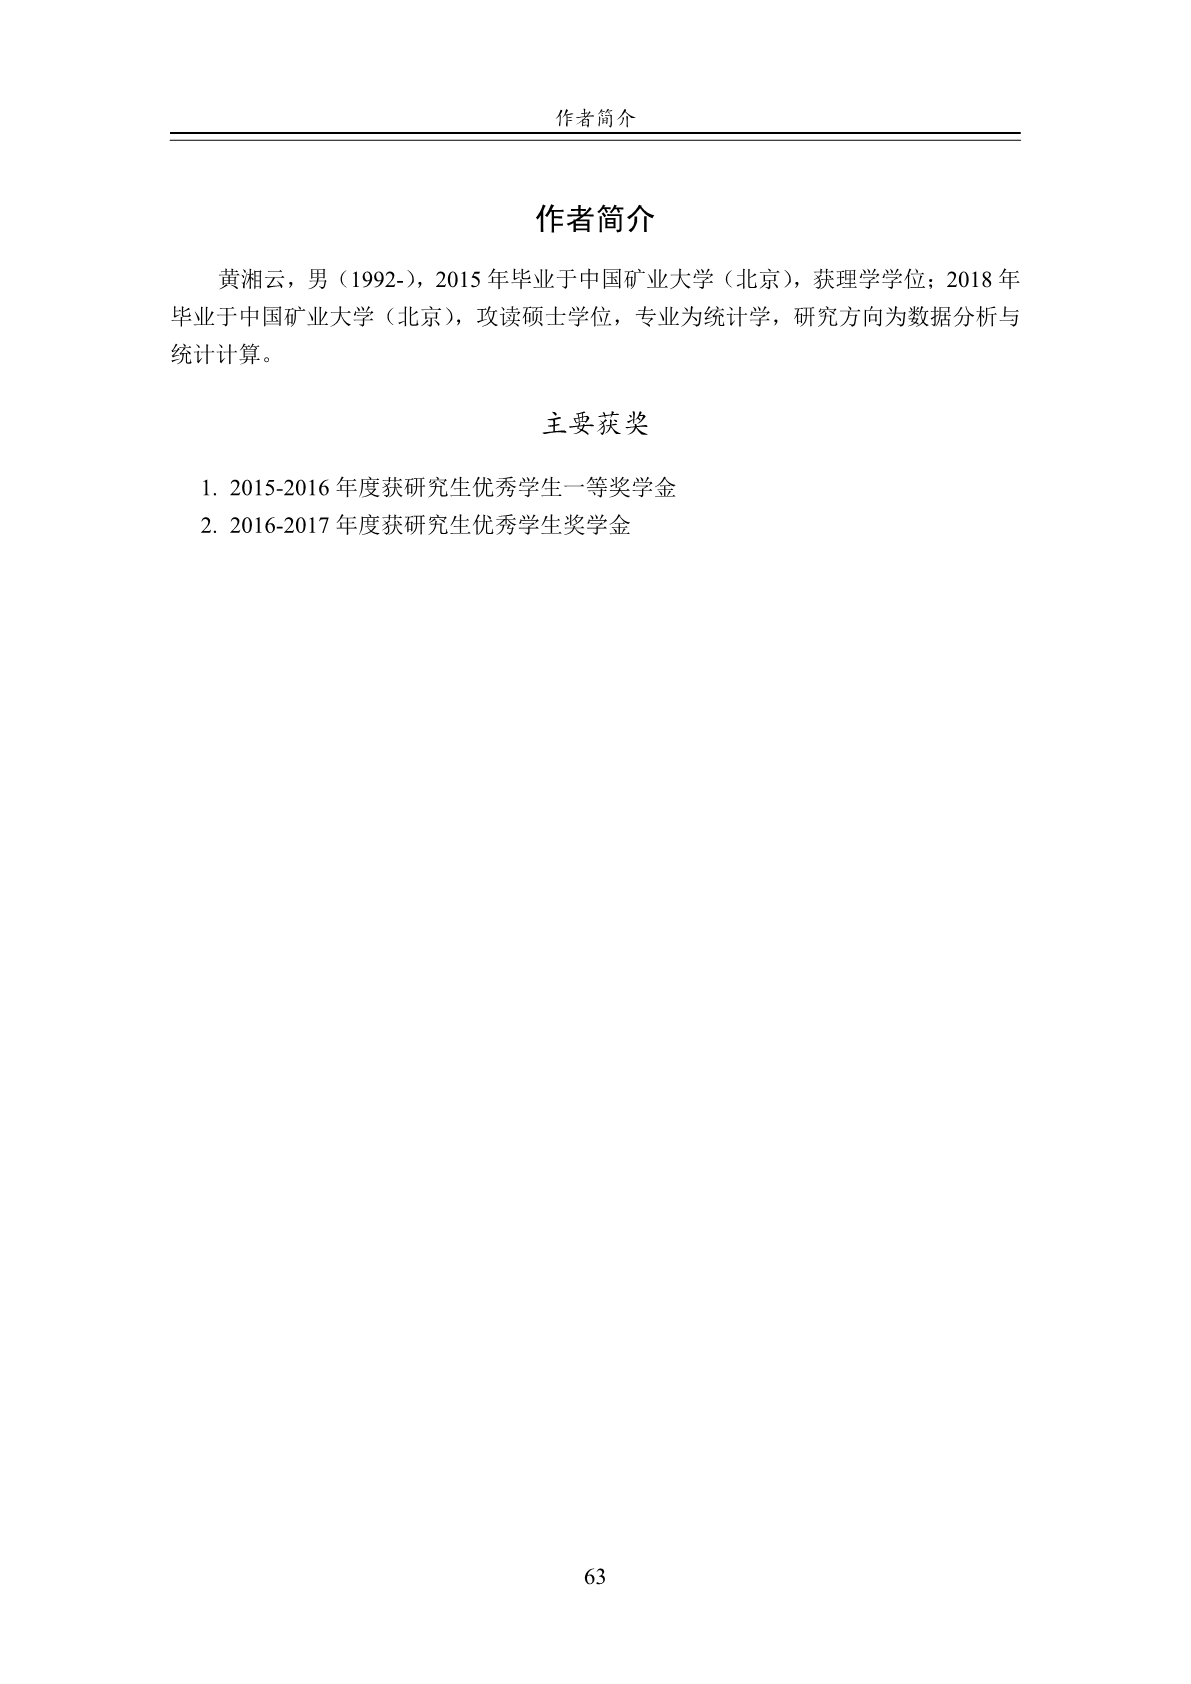 作者简介
作者简介
黄湘云，男（1992-），2015 年毕业于中国矿业大学（北京），获理学学位；2018 年
毕业于中国矿业大学（北京），攻读硕士学位，专业为统计学，研究方向为数据分析与
统计计算。
主要获奖
1. 2015-2016 年度获研究生优秀学生一等奖学金
2. 2016-2017 年度获研究生优秀学生奖学金
63